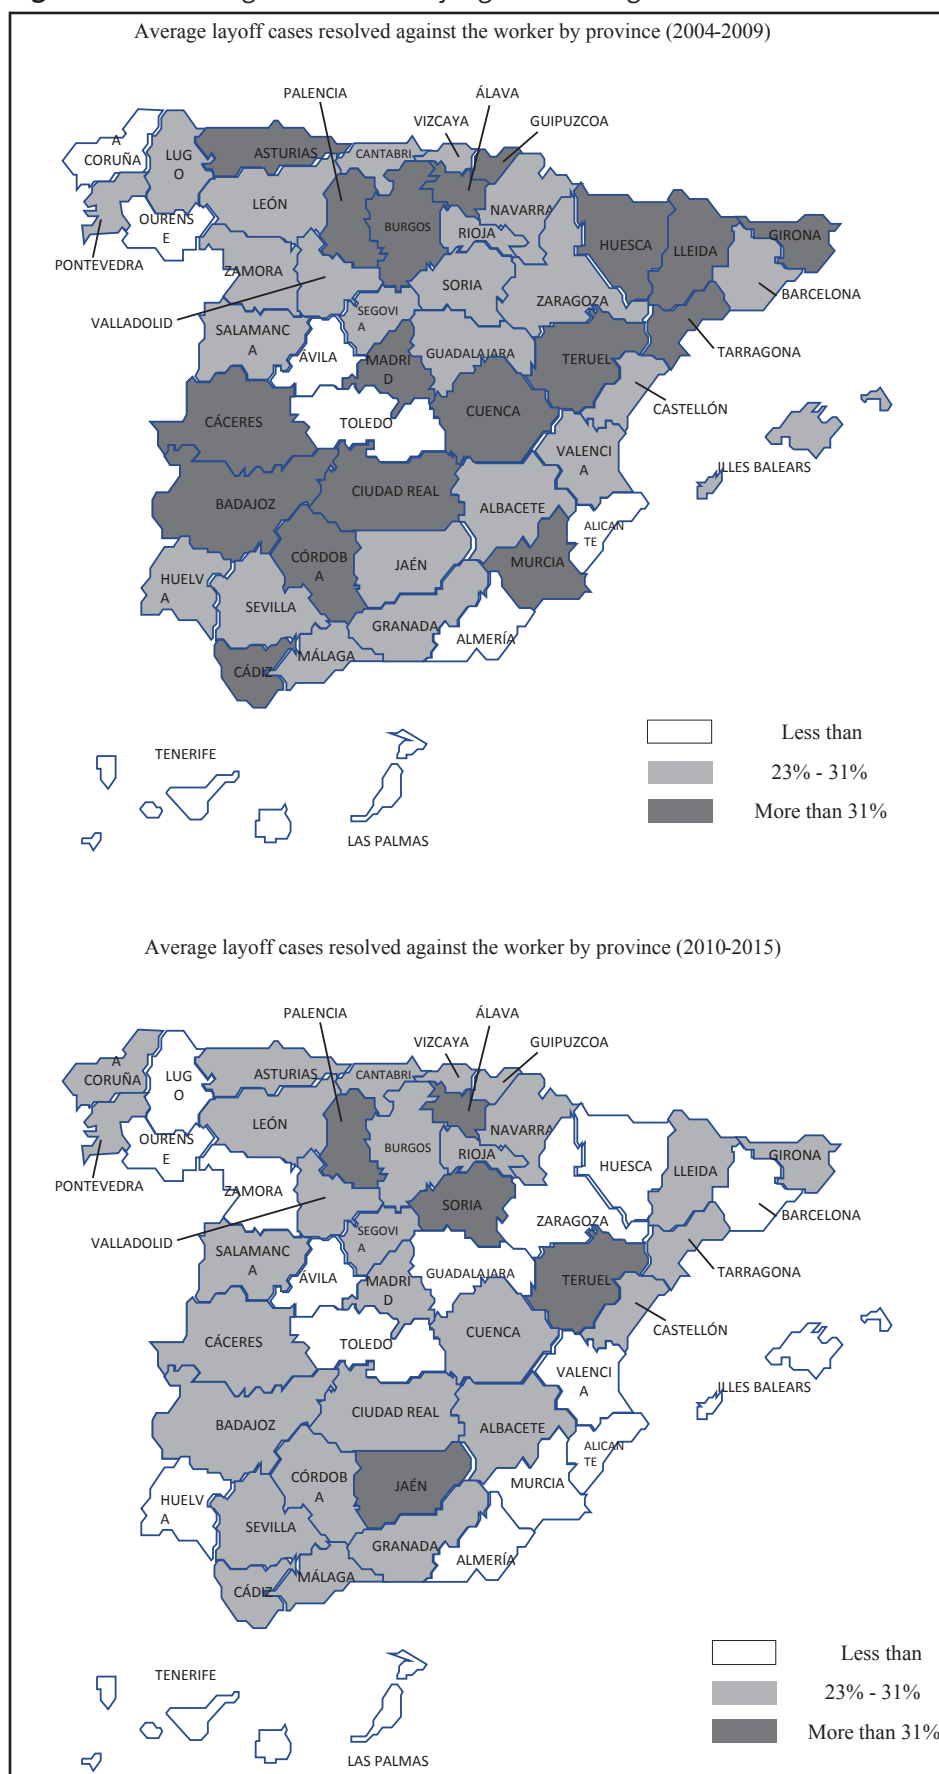 Average layoff cases resolved against the worker by province (2004-2009)
PALENCIA
ÁLAVA
VIZCAYA
GUIPUZCOA
A
CORUÑA
LUG
O
ASTURIAS
CANTABRI
LEÓN
NAVARRA
OURENS
E
BURGOS
RIOJA
HUESCA
LLEIDA
GIRONA
PONTEVEDRA
ZAMORA
SORIA
BARCELONA
ZARAGOZA
SEGOVI
A
VALLADOLID
SALAMANC
A
ÁVILA
MADRI
D
GUADALAJARA
TERUEL
TARRAGONA
CÁCERES
TOLEDO
CUENCA
CASTELLÓN
VALENCI
A
ILLES BALEARS
BADAJOZ
CIUDAD REAL
ALBACETE
ALICAN
TE
HUELV
A
CÓRDOB
A
JAÉN
MURCIA
SEVILLA
GRANADA
ALMERÍA
CÁDIZ
MÁLAGA
TENERIFE
LAS PALMAS
Less than
23% - 31%
More than 31%
Average layoff cases resolved against the worker by province (2010-2015)
PALENCIA
ÁLAVA
VIZCAYA
GUIPUZCOA
A
CORUÑA
LUG
O
ASTURIAS
CANTABRI
LEÓN
NAVARRA
OURENS
E
BURGOS
RIOJA
HUESCA
LLEIDA
GIRONA
PONTEVEDRA
ZAMORA
SORIA
BARCELONA
ZARAGOZA
SEGOVI
A
VALLADOLID
SALAMANC
A
ÁVILA
MADRI
D
GUADALAJARA
TERUEL
TARRAGONA
CÁCERES
TOLEDO
CUENCA
CASTELLÓN
VALENCI
A
ILLES BALEARS
BADAJOZ
CIUDAD REAL
ALBACETE
ALICAN
TE
HUELV
A
CÓRDOB
A
JAÉN
MURCIA
SEVILLA
GRANADA
ALMERÍA
CÁDIZ
MÁLAGA
TENERIFE
LAS PALMAS
Less than
23% - 31%
More than 31%